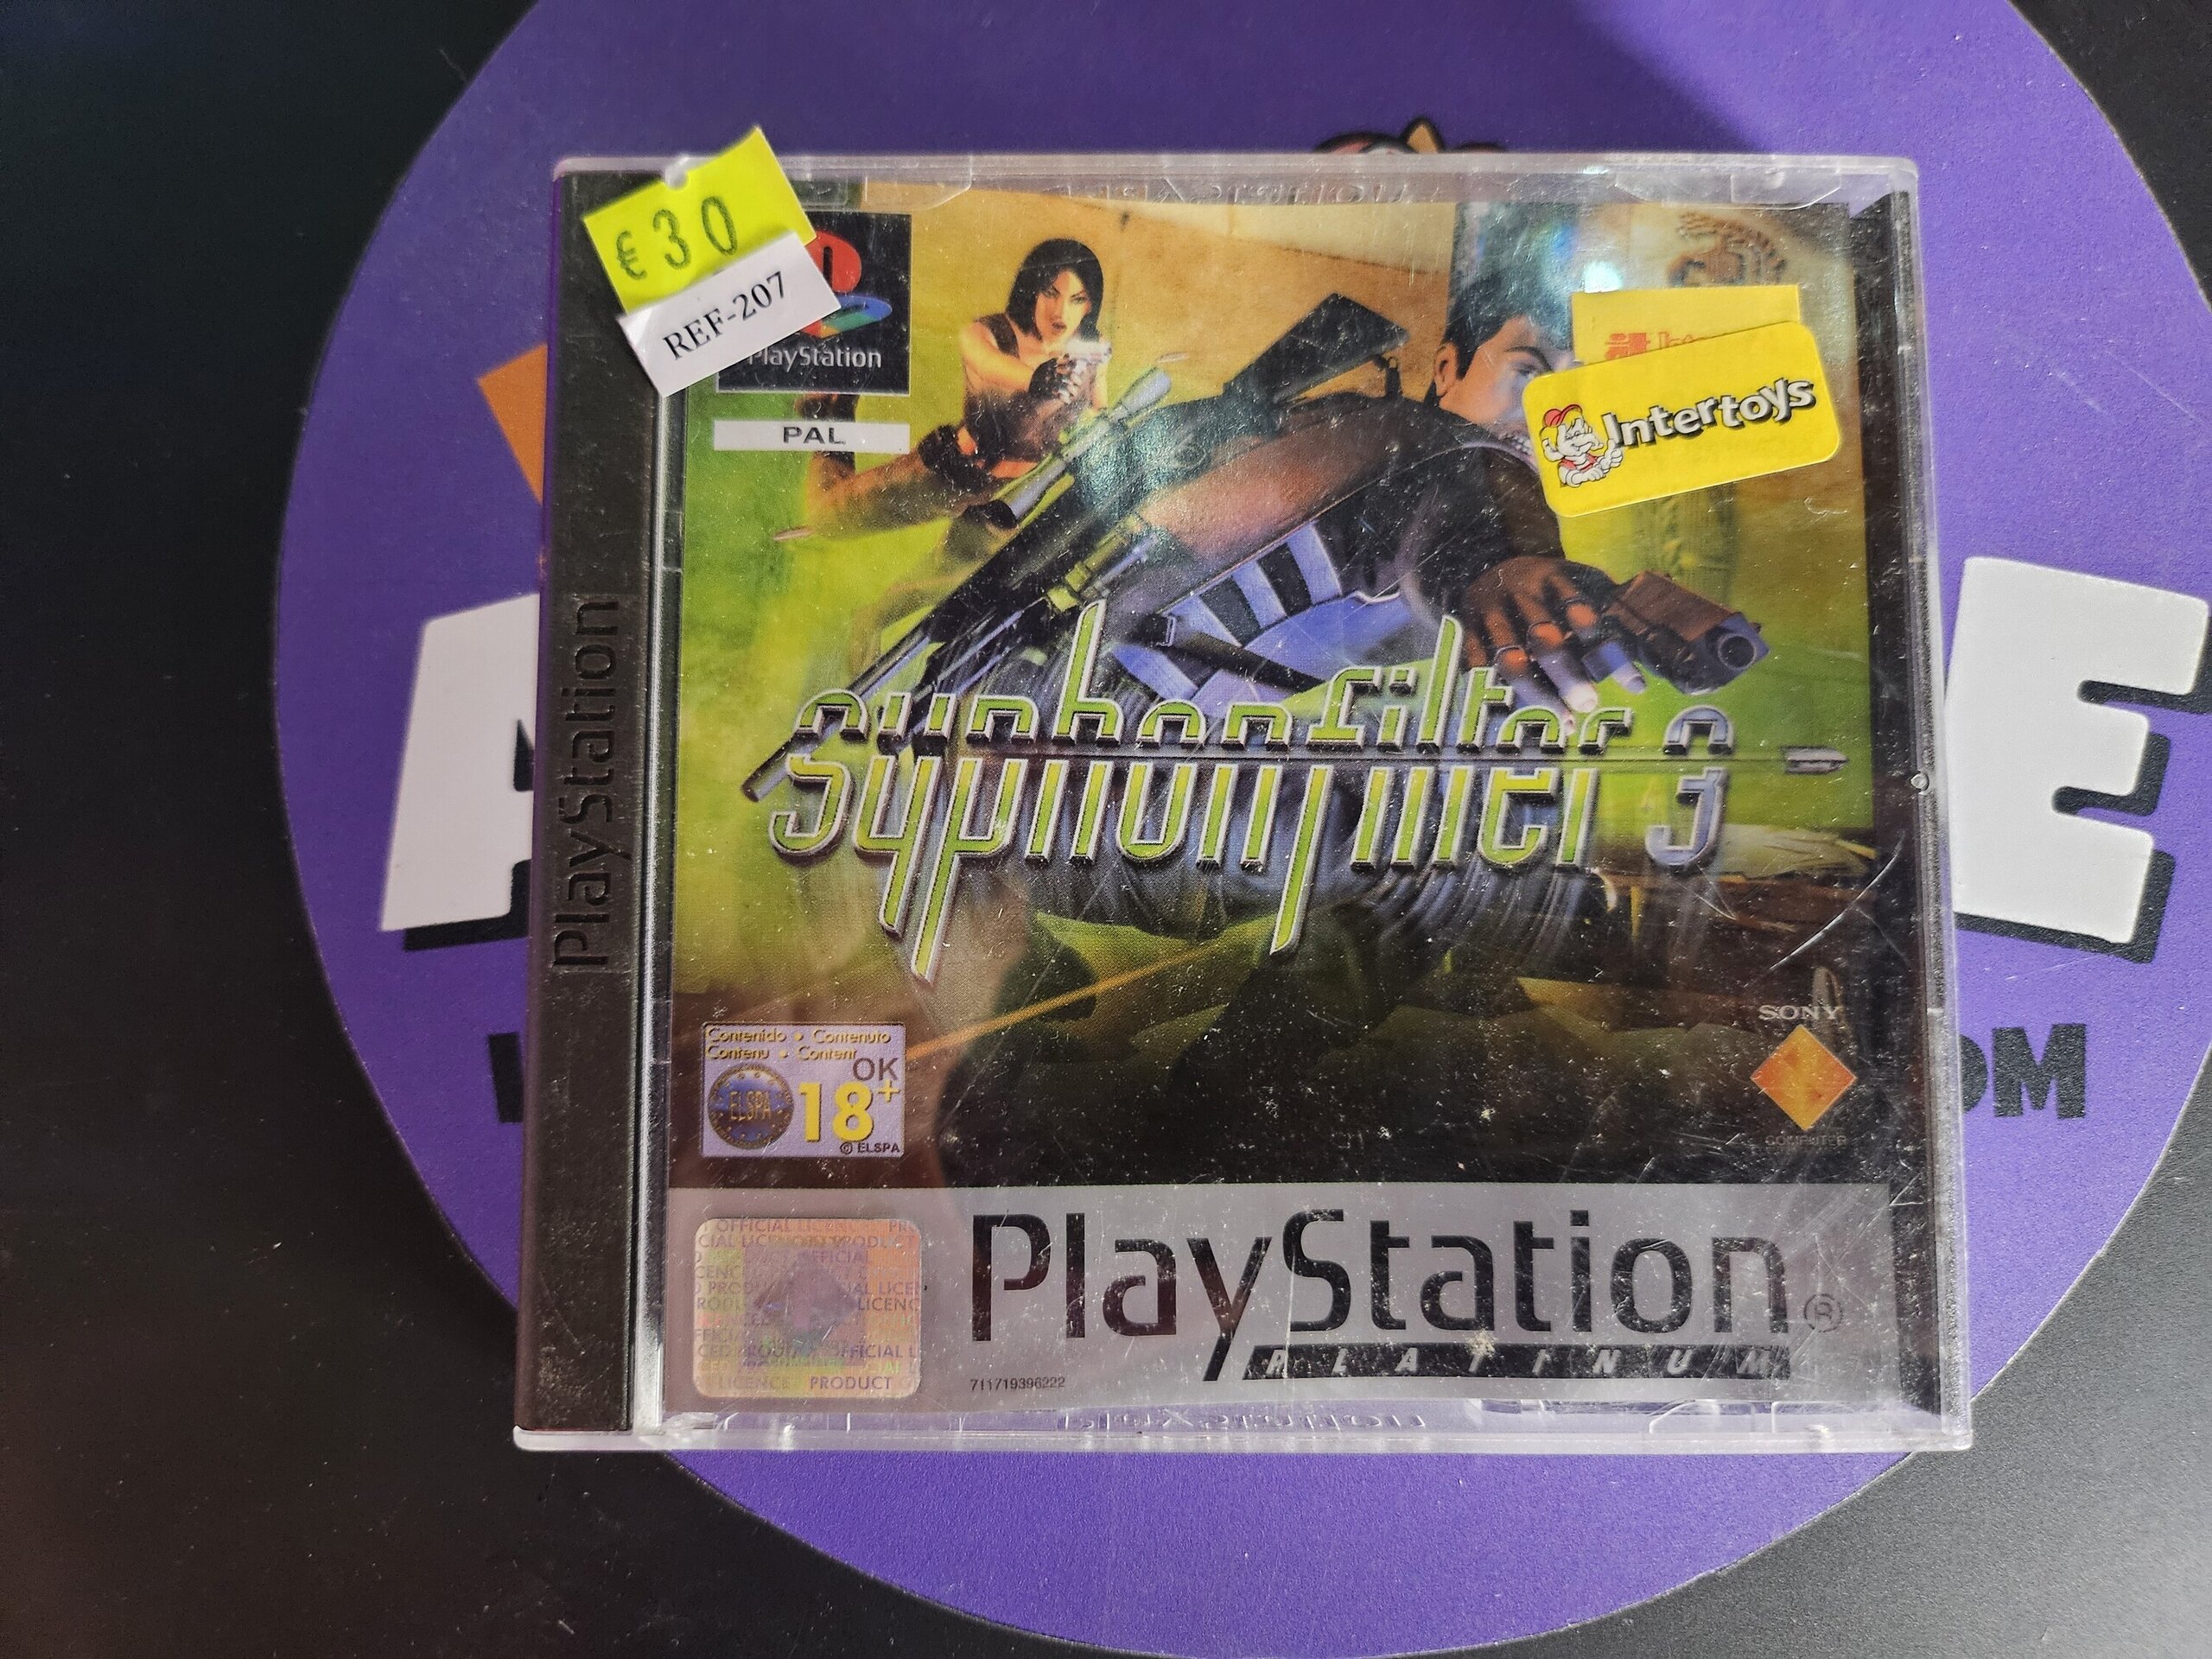 €30
REF-207
PlayStation
PAL
Intertoys
PlayStation
syphon filter 3
Contenido • Contenuto
Contenu • Content
OK
ELSPA
18+
© ELSPA
SONY
COMPUTER
OFFICIAL LICENCE PRODUCT
PlayStation®
PLATINUM
711719396222